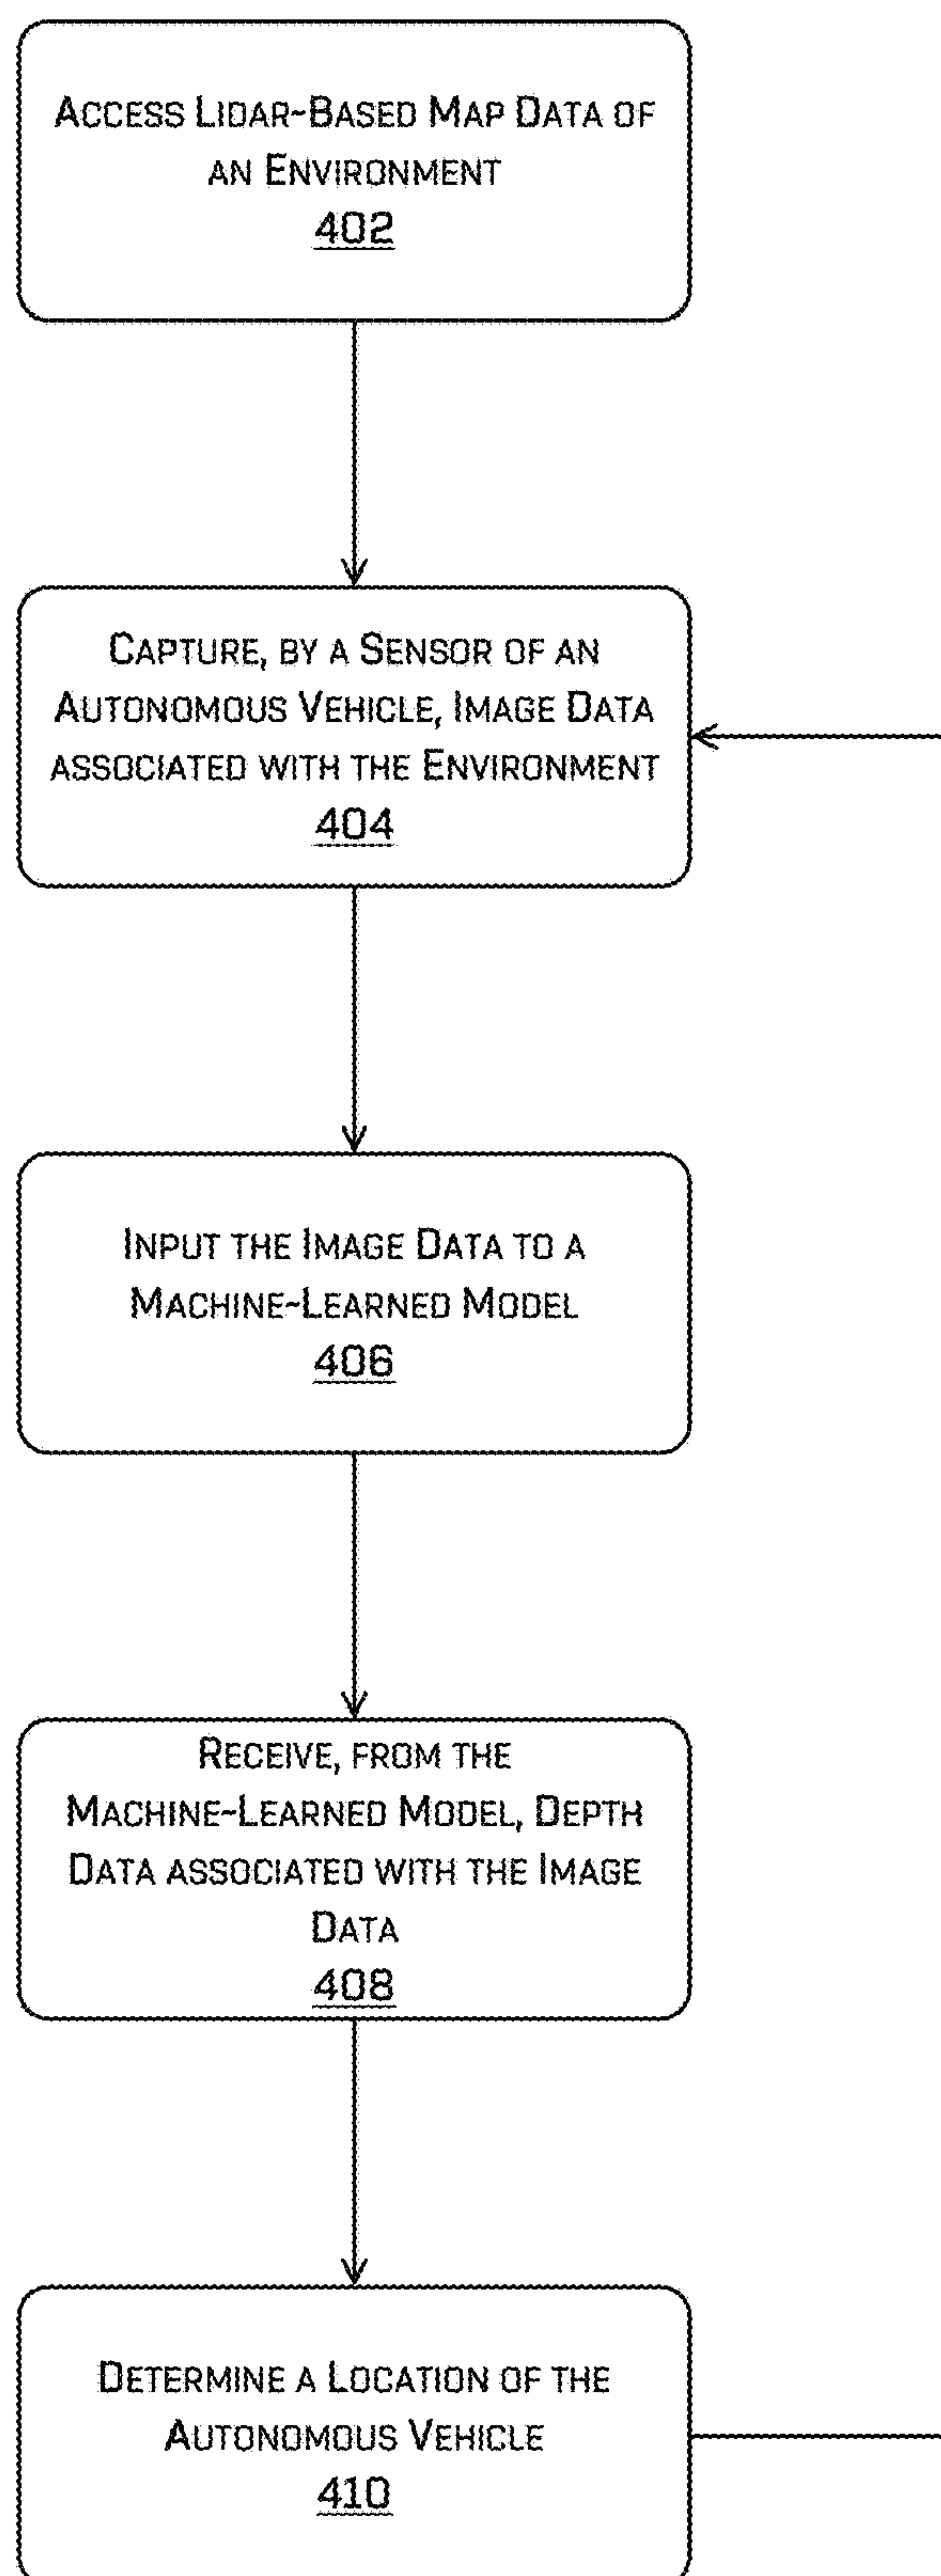 Access Lidar-Based Map Data of
an Environment
402
Capture, by a Sensor of an
Autonomous Vehicle, Image Data
associated with the Environment
404
Input the Image Data to a
Machine-Learned Model
406
Receive, from the
Machine-Learned Model, Depth
Data associated with the Image
Data
408
Determine a Location of the
Autonomous Vehicle
410